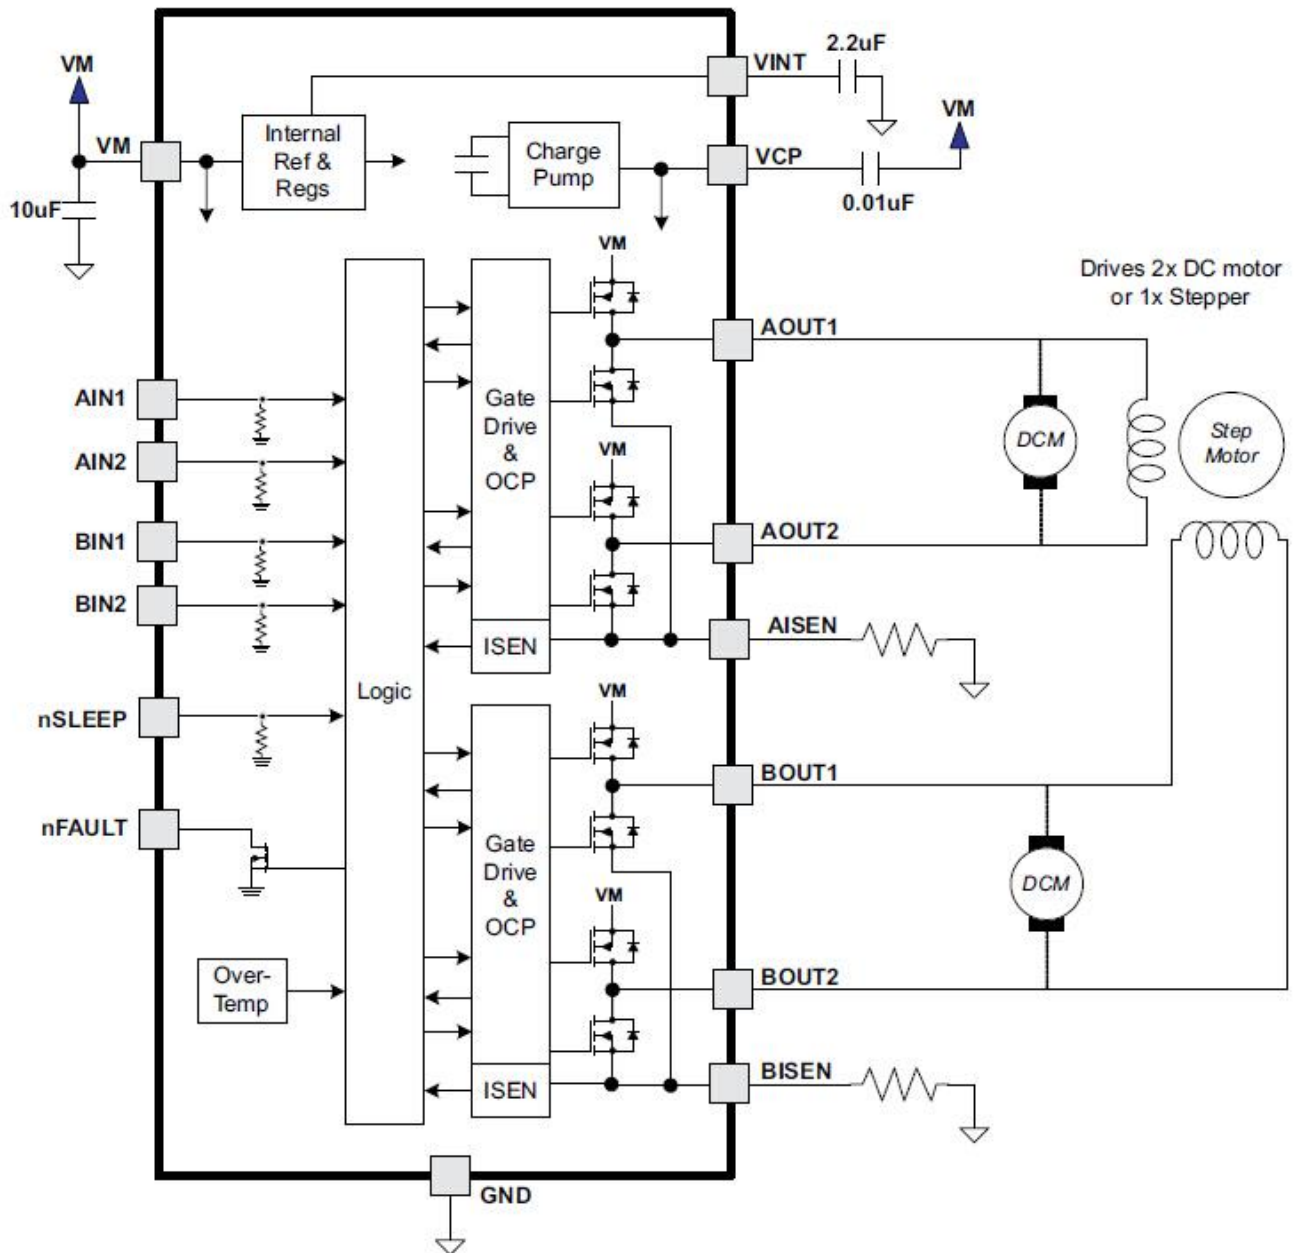 VINT
2.2uF
VM
VM
VM
10uF
Internal
Ref &
Regs
Charge
Pump
VCP
0.01uF
VM
Drives 2x DC motor
or 1x Stepper
AOUT1
AIN1
AIN2
BIN1
BIN2
Gate
Drive
&
OCP
VM
DCM
Step
Motor
AOUT2
ISEN
AISEN
nSLEEP
Logic
VM
BOUT1
nFAULT
Gate
Drive
&
OCP
VM
DCM
Over-
Temp
BOUT2
ISEN
BISEN
GND